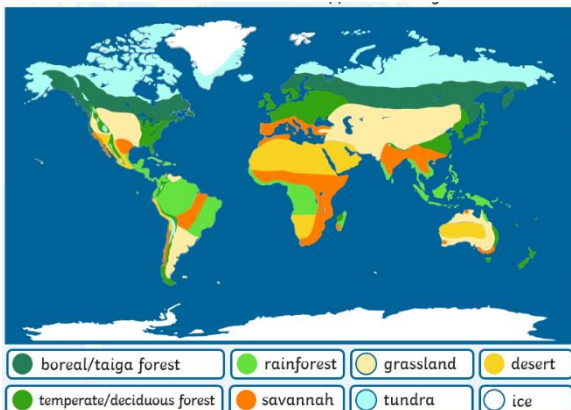 boreal/taiga forest rainforest grassland desert
temperate/deciduous forest savannah tundra ice